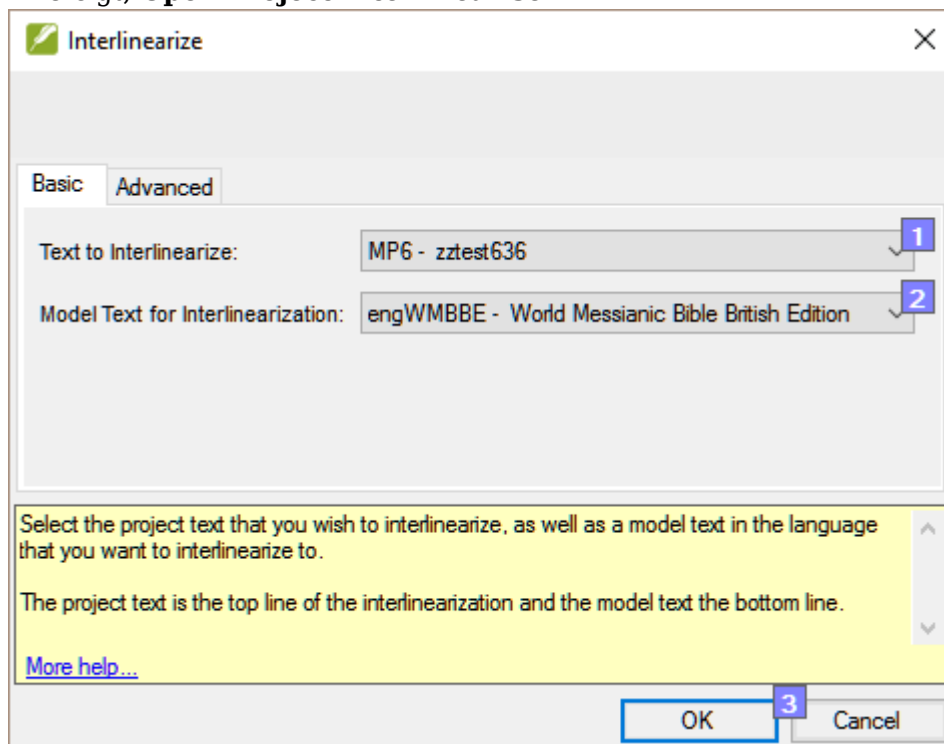 Interlinearize
Basic Advanced
Text to Interlinearize: MP6 - zztest636 1
Model Text for Interlinearization: engWMBBE - World Messianic Bible British Edition 2
Select the project text that you wish to interlinearize, as well as a model text in the language
that you want to interlinearize to.
The project text is the top line of the interlinearization and the model text the bottom line.
More help...
OK 3 Cancel